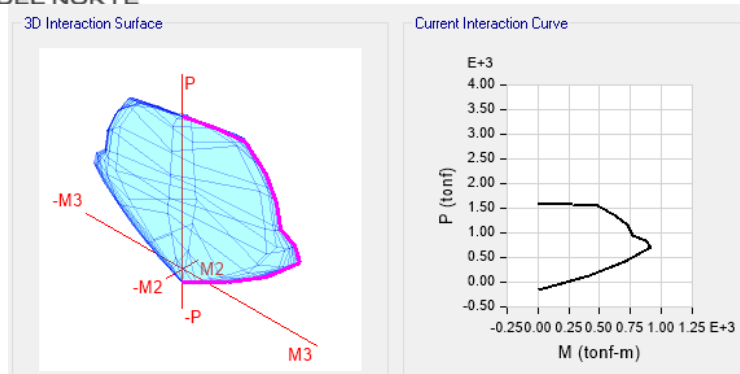 DEL NORTE
3D Interaction Surface
P
-M3
M2
-M2
-P
M3
Current Interaction Curve
E+3
4.00
3.50
3.00
2.50
2.00
1.50
1.00
0.50
0.00
-0.50
P (tonf)
-0.25 0.00 0.25 0.50 0.75 1.00 1.25 E+3
M (tonf-m)